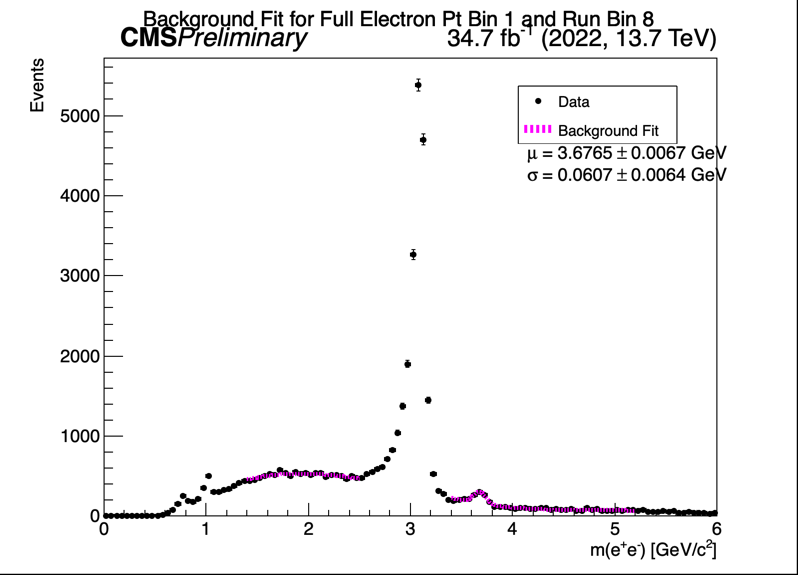 Background Fit for Full Electron Pt Bin 1 and Run Bin 8
CMS Preliminary 34.7 fb⁻¹ (2022, 13.7 TeV)
Events
5000
4000
3000
2000
1000
0
Data
Background Fit
μ = 3.6765 ± 0.0067 GeV
σ = 0.0607 ± 0.0064 GeV
0 1 2 3 4 5 6
m(e⁺e⁻) [GeV/c²]